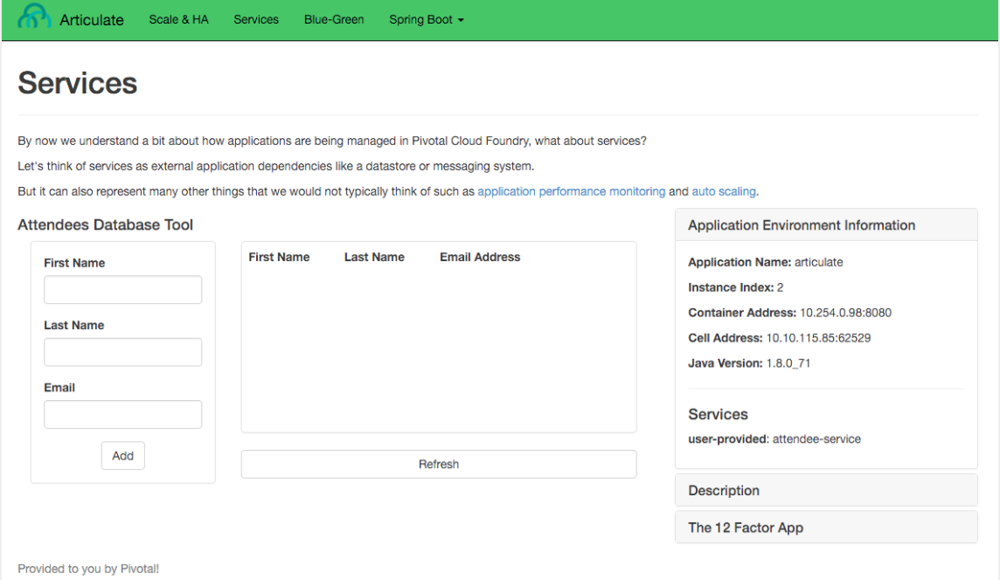 Articulate Scale & HA Services Blue-Green Spring Boot
Services
By now we understand a bit about how applications are being managed in Pivotal Cloud Foundry, what about services?
Let's think of services as external application dependencies like a datastore or messaging system.
But it can also represent many other things that we would not typically think of such as application performance monitoring and auto scaling.
Attendees Database Tool
First Name
Last Name
Email
Add
First Name Last Name Email Address
Refresh
Application Environment Information
Application Name: articulate
Instance Index: 2
Container Address: 10.254.0.98:8080
Cell Address: 10.10.115.85:62529
Java Version: 1.8.0_71
Services
user-provided: attendee-service
Description
The 12 Factor App
Provided to you by Pivotal!